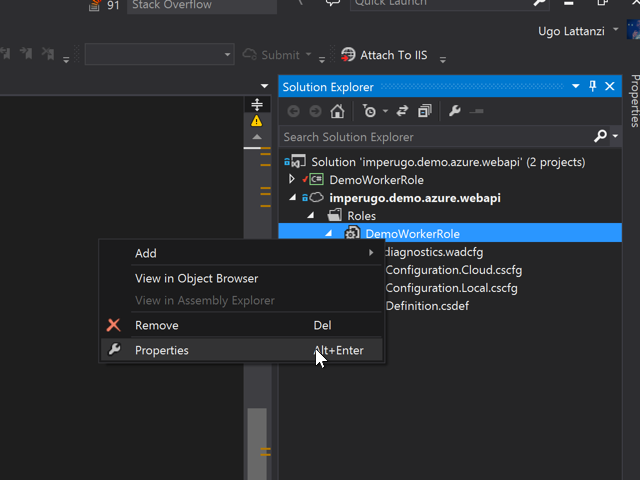 91 Stack Overflow
Quick Launch
Ugo Lattanzi
Submit
Attach To IIS
Solution Explorer
Properties
Search Solution Explorer
Solution 'imperugo.demo.azure.webapi' (2 projects)
DemoWorkerRole
imperugo.demo.azure.webapi
Roles
DemoWorkerRole
diagnostics.wadcfg
Configuration.Cloud.cscfg
Configuration.Local.cscfg
Definition.csdef
Add
View in Object Browser
View in Assembly Explorer
Remove Del
Properties Alt+Enter